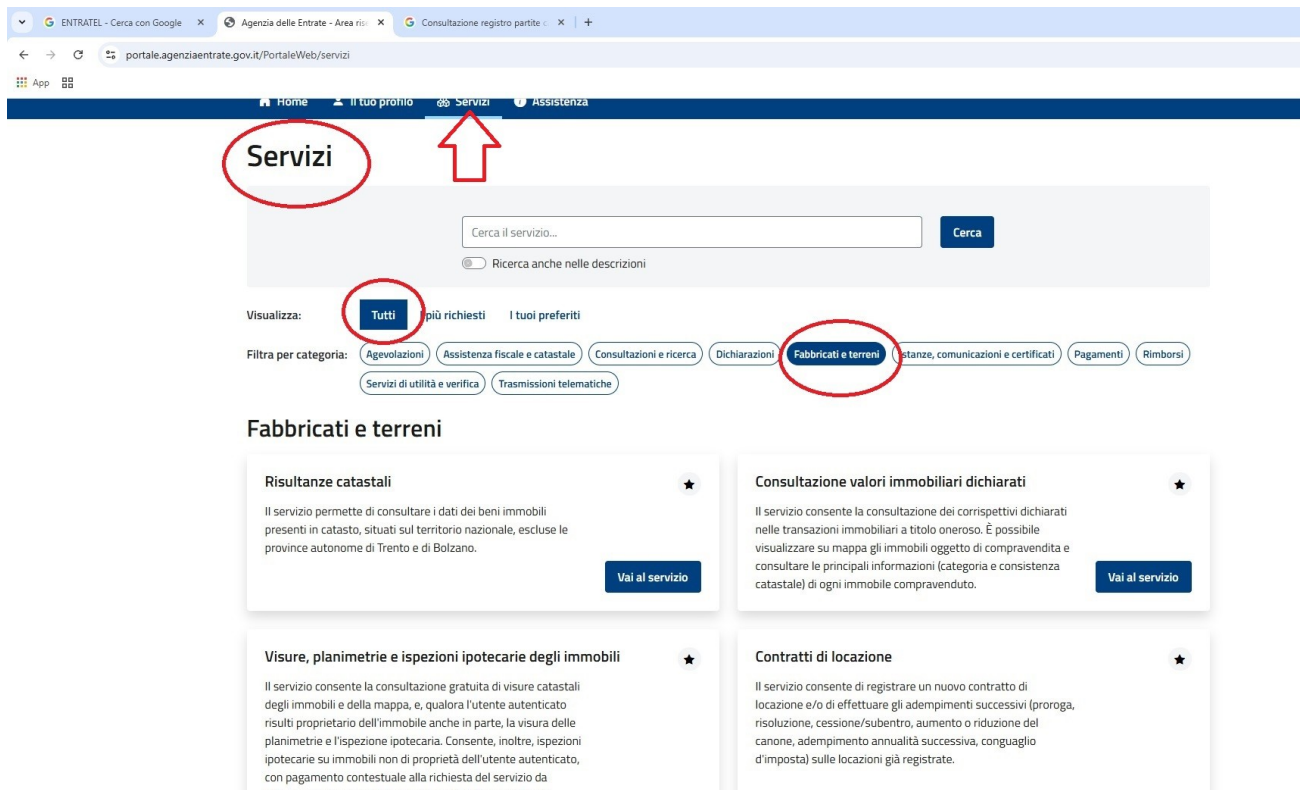 ENTRATEL - Cerca con Google
Agenzia delle Entrate - Area ris
Consultazione registro partite c
portale.agenziaentrate.gov.it/PortaleWeb/servizi
App
Home Il tuo profilo Servizi Assistenza
Servizi
Cerca il servizio...
Cerca
Ricerca anche nelle descrizioni
Visualizza: Tutti più richiesti I tuoi preferiti
Filtra per categoria: Agevolazioni Assistenza fiscale e catastale Consultazioni e ricerca Dichiarazioni Fabbricati e terreni stanze, comunicazioni e certificati Pagamenti Rimborsi
Servizi di utilità e verifica Trasmissioni telematiche
Fabbricati e terreni
Risultanze catastali
Il servizio permette di consultare i dati dei beni immobili
presenti in catasto, situati sul territorio nazionale, escluse le
province autonome di Trento e di Bolzano.
Vai al servizio
Consultazione valori immobiliari dichiarati
Il servizio consente la consultazione dei corrispettivi dichiarati
nelle transazioni immobiliari a titolo oneroso. È possibile
visualizzare su mappa gli immobili oggetto di compravendita e
consultare le principali informazioni (categoria e consistenza
catastale) di ogni immobile compravenduto.
Vai al servizio
Visure, planimetrie e ispezioni ipotecarie degli immobili
Il servizio consente la consultazione gratuita di visure catastali
degli immobili e della mappa, e, qualora l'utente autenticato
risulti proprietario dell'immobile anche in parte, la visura delle
planimetrie e l'ispezione ipotecaria. Consente, inoltre, ispezioni
ipotecarie su immobili non di proprietà dell'utente autenticato,
con pagamento contestuale alla richiesta del servizio da
Contratti di locazione
Il servizio consente di registrare un nuovo contratto di
locazione e/o di effettuare gli adempimenti successivi (proroga,
risoluzione, cessione/subentro, aumento o riduzione del
canone, adempimento annualità successiva, conguaglio
d'imposta) sulle locazioni già registrate.